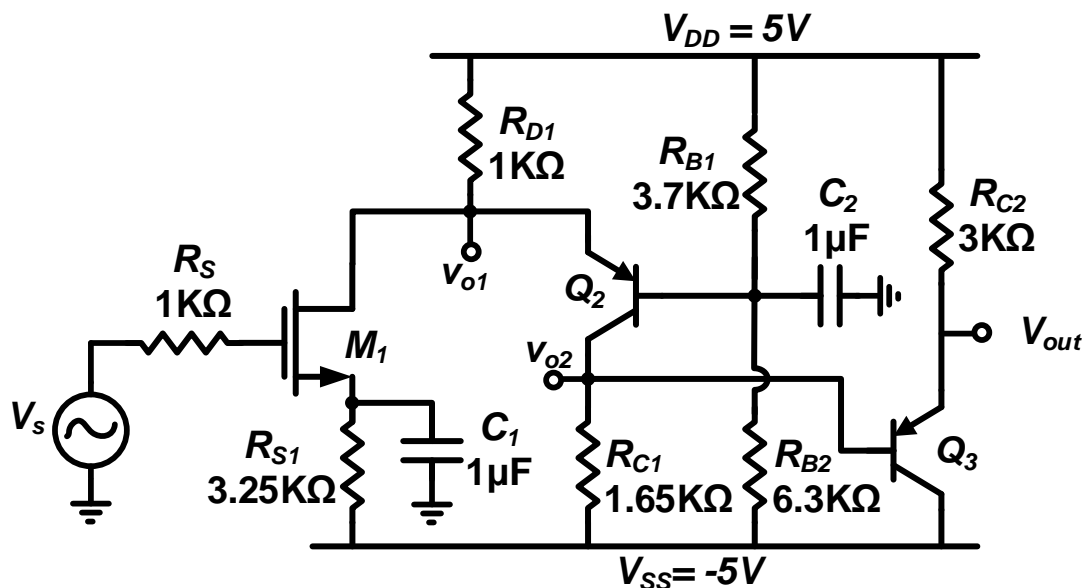 V_DD = 5V
R_D1
1KΩ
R_B1
3.7KΩ
C_2
1µF
R_C2
3KΩ
v_o1
Q_2
R_S
1KΩ
M_1
V_out
v_o2
V_s
R_S1
3.25KΩ
C_1
1µF
R_C1
1.65KΩ
R_B2
6.3KΩ
Q_3
V_SS= -5V